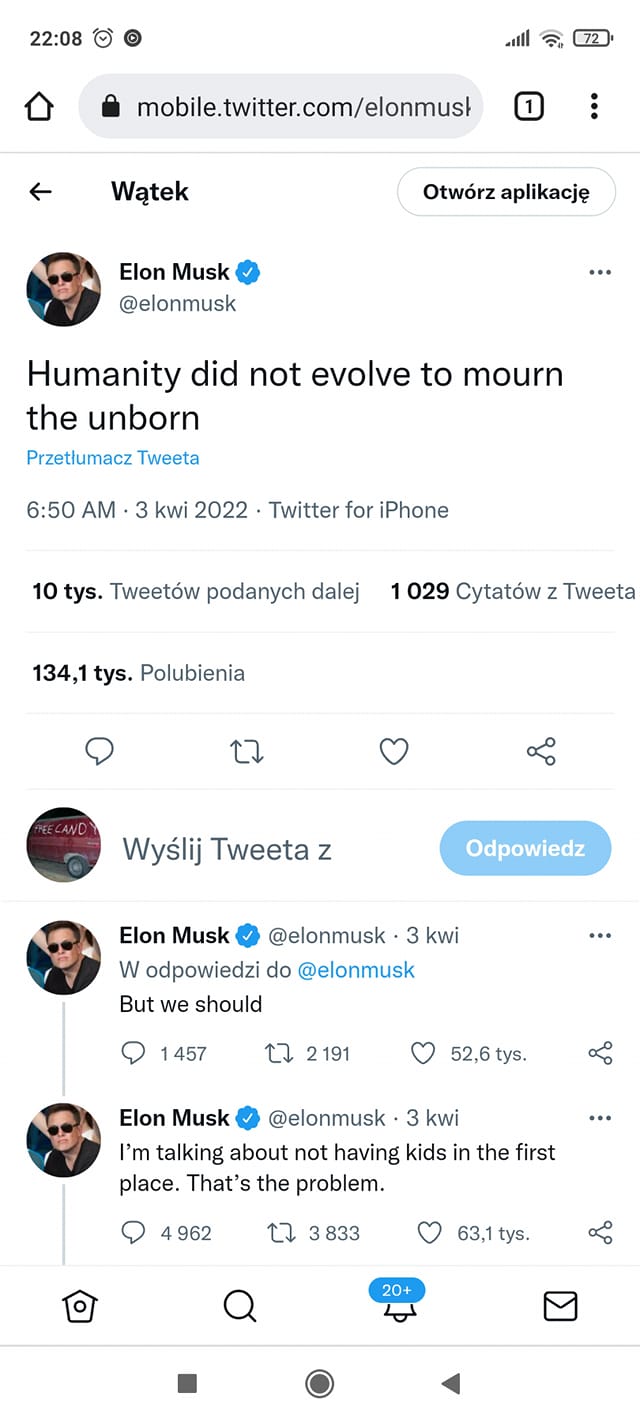 22:08
72
mobile.twitter.com/elonmusk
1
Wątek
Otwórz aplikację
Elon Musk
@elonmusk
Humanity did not evolve to mourn
the unborn
Przetłumacz Tweeta
6:50 AM · 3 kwi 2022 · Twitter for iPhone
10 tys. Tweetów podanych dalej 1 029 Cytatów z Tweeta
134,1 tys. Polubienia
FREE CANDY
Wyślij Tweeta z
Odpowiedz
Elon Musk @elonmusk · 3 kwi
W odpowiedzi do @elonmusk
But we should
1 457 2 191 52,6 tys.
Elon Musk @elonmusk · 3 kwi
I'm talking about not having kids in the first
place. That's the problem.
4 962 3 833 63,1 tys.
20+